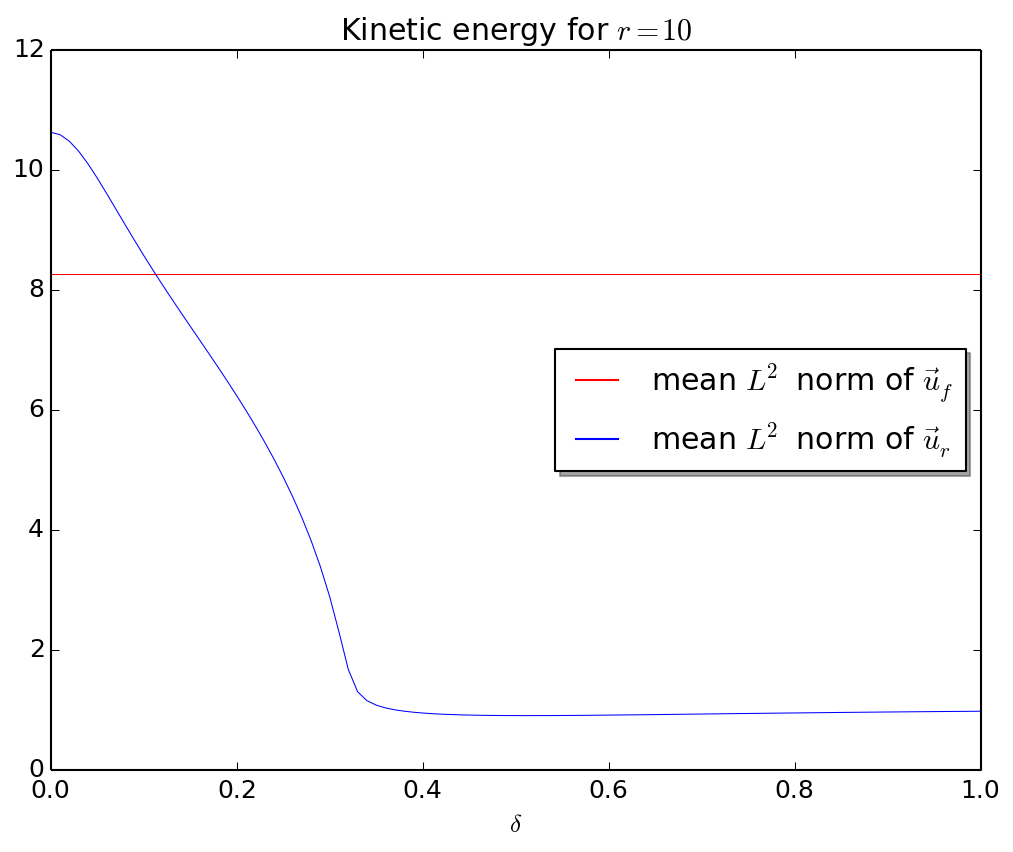 Kinetic energy for r = 10
12
10
8
6
4
2
0
mean L² norm of u⃗_f
mean L² norm of u⃗_r
0.0 0.2 0.4 0.6 0.8 1.0
δ